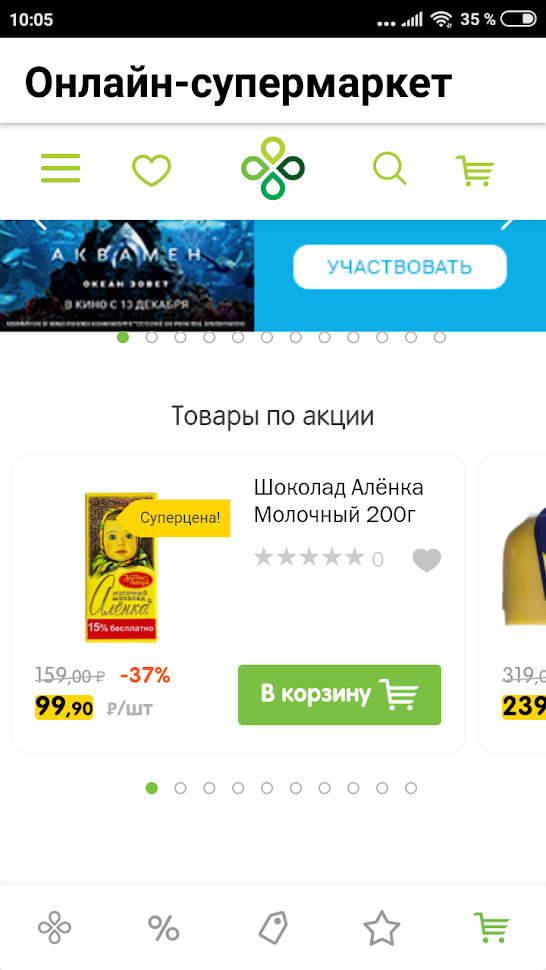 10:05
35 %
Онлайн-супермаркет
АКВАМЕН
ОКЕАН ЗОВЕТ
В КИНО С 13 ДЕКАБРЯ
УЧАСТВОВАТЬ
Товары по акции
Шоколад Алёнка
Молочный 200г
Суперцена!
0
молочный
шоколад
Алёнка
15% бесплатно
159,00 ₽ -37%
99,90 ₽/шт
В корзину
319,0
239
%